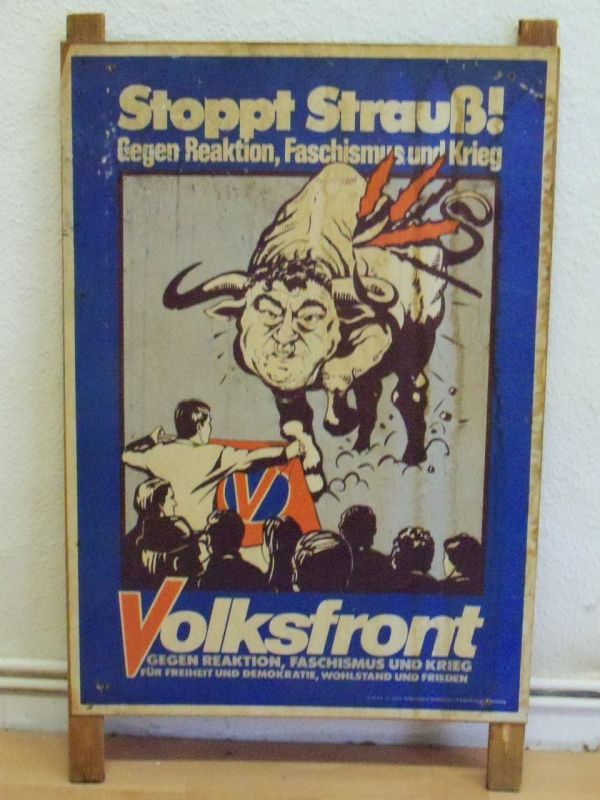 Stoppt Strauß!
Gegen Reaktion, Faschismus und Krieg
V
Volksfront
GEGEN REAKTION, FASCHISMUS UND KRIEG
FÜR FREIHEIT UND DEMOKRATIE, WOHLSTAND UND FRIEDEN